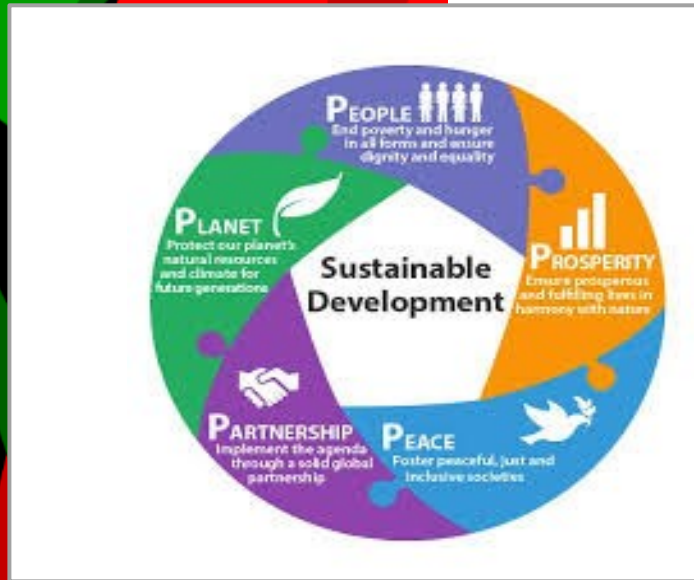 PEOPLE
End poverty and hunger
in all forms and ensure
dignity and equality
PROSPERITY
Ensure prosperous
and fulfilling lives in
harmony with nature
PEACE
Foster peaceful, just and
inclusive societies
PARTNERSHIP
Implement the agenda
through a solid global
partnership
PLANET
Protect our planet's
natural resources
and climate for
future generations
Sustainable
Development